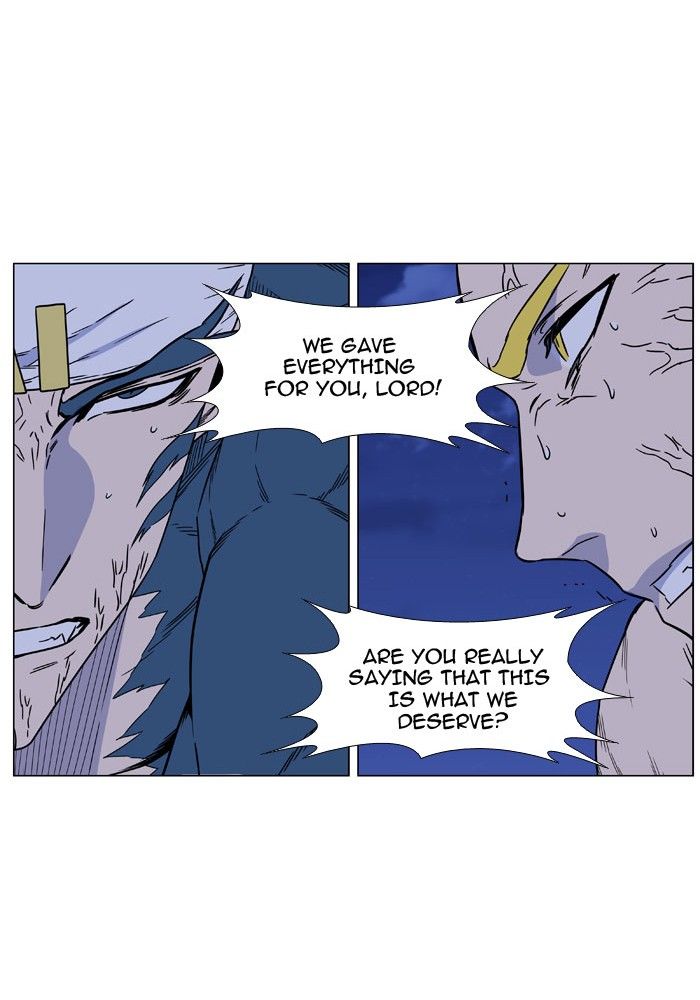 WE GAVE
EVERYTHING
FOR YOU, LORD!
ARE YOU REALLY
SAYING THAT THIS
IS WHAT WE
DESERVE?